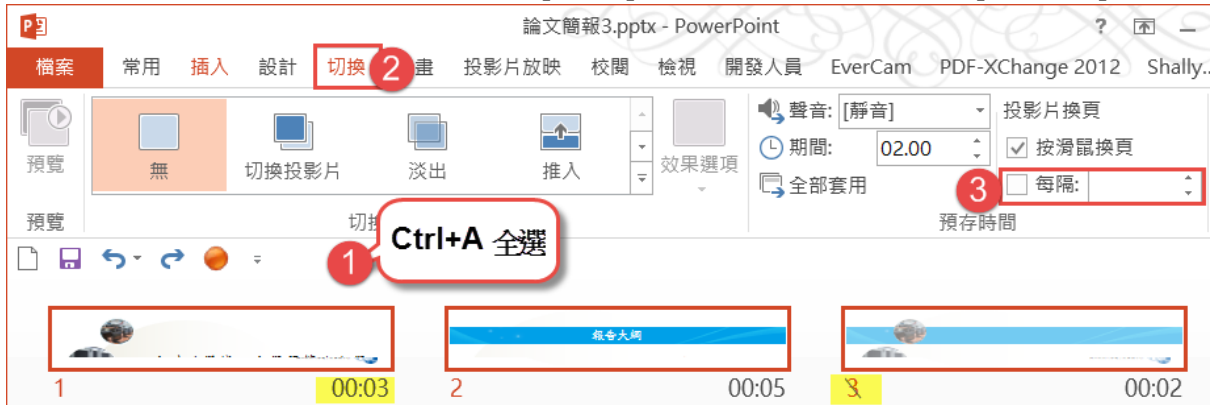 論文簡報3.pptx - PowerPoint ?
檔案 常用 插入 設計 切換 2 畫 投影片放映 校閱 檢視 開發人員 EverCam PDF-XChange 2012 Shally..
聲音: [靜音] 投影片換頁
預覽 無 切換投影片 淡出 推入 效果選項 期間: 02.00 按滑鼠換頁
全部套用 3 每隔:
預覽 切換 預存時間
1 Ctrl+A 全選
報告大綱
1 00:03 2 00:05 3 00:02